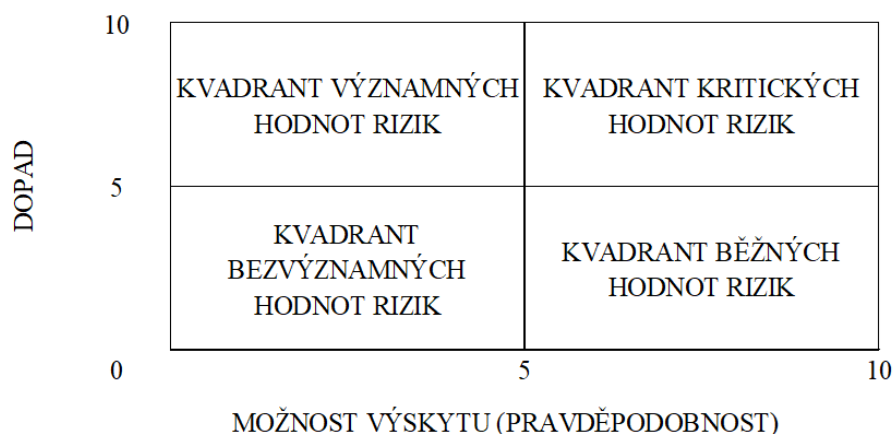 10
KVADRANT VÝZNAMNÝCH
HODNOT RIZIK
KVADRANT KRITICKÝCH
HODNOT RIZIK
DOPAD
5
KVADRANT
BEZVÝZNAMNÝCH
HODNOT RIZIK
KVADRANT BĚŽNÝCH
HODNOT RIZIK
0
5
10
MOŽNOST VÝSKYTU (PRAVDĚPODOBNOST)